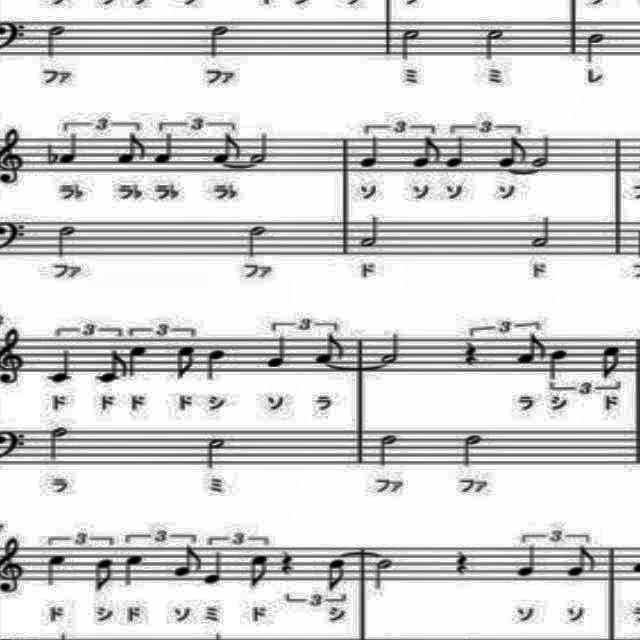 ファ ファ ミ ミ レ
3 3 3 3
ラ♭ ラ♭ ラ♭ ラ♭ ソ ソ ソ ソ
ファ ファ ド ド
3 3 3 3
3
ド ド ド ド シ ソ ラ ラ シ ド
ラ ミ ファ ファ
3 3 3 3
3
ド シ ド ソ ミ ド シ ソ ソ